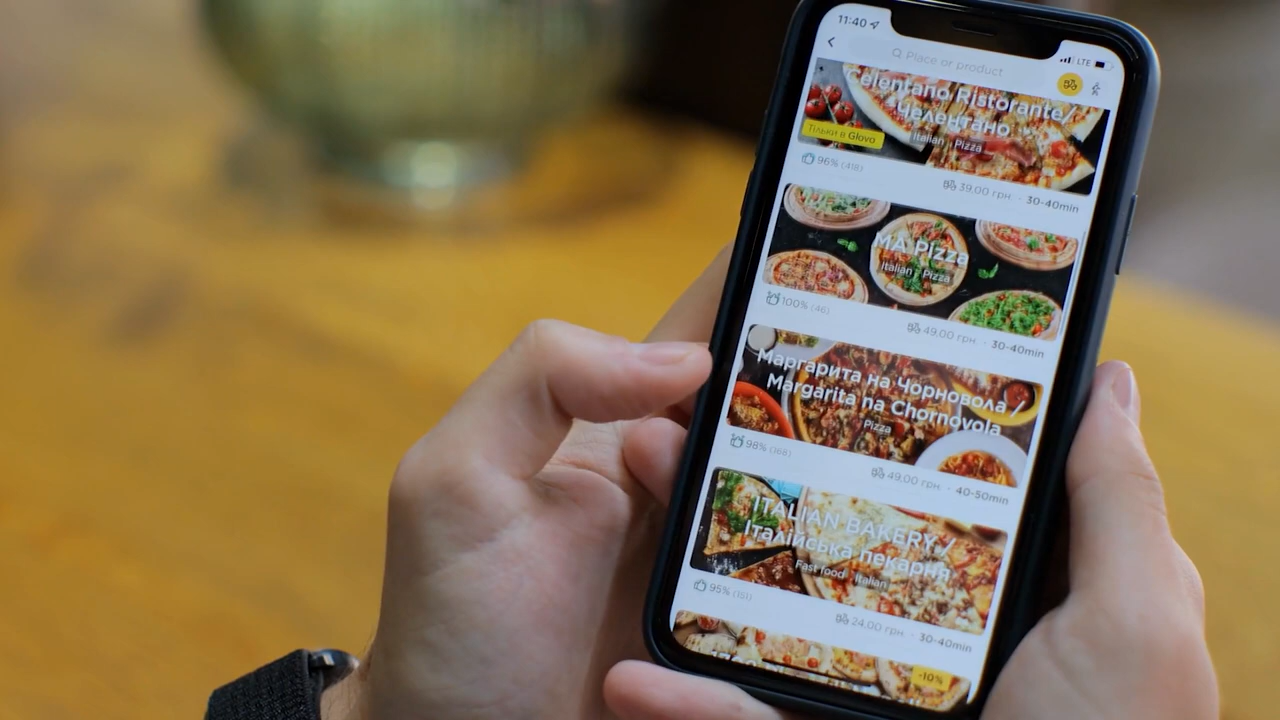 11:40
LTE
Place or product
Celentano Ristorante/
Челентано
Italian Pizza
Тільки в Glovo
96% (418)
39,00 грн. · 30-40min
MA Pizza
Italian Pizza
100% (46)
49,00 грн. · 30-40min
Маргарита на Чорновола /
Margarita na Chornovola
Pizza
98% (168)
49,00 грн. · 40-50min
ITALIAN BAKERY /
Італійська пекарня
Fast food Italian
95% (151)
24,00 грн. · 30-40min
-10%